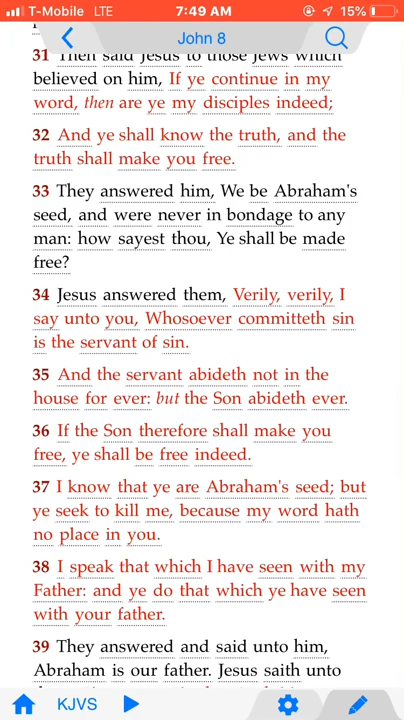 T-Mobile LTE 7:49 AM 15%
John 8
31 Then said Jesus to those Jews which
believed on him, If ye continue in my
word, then are ye my disciples indeed;
32 And ye shall know the truth, and the
truth shall make you free.
33 They answered him, We be Abraham's
seed, and were never in bondage to any
man: how sayest thou, Ye shall be made
free?
34 Jesus answered them, Verily, verily, I
say unto you, Whosoever committeth sin
is the servant of sin.
35 And the servant abideth not in the
house for ever: but the Son abideth ever.
36 If the Son therefore shall make you
free, ye shall be free indeed.
37 I know that ye are Abraham's seed; but
ye seek to kill me, because my word hath
no place in you.
38 I speak that which I have seen with my
Father: and ye do that which ye have seen
with your father.
39 They answered and said unto him,
Abraham is our father. Jesus saith unto
KJVS